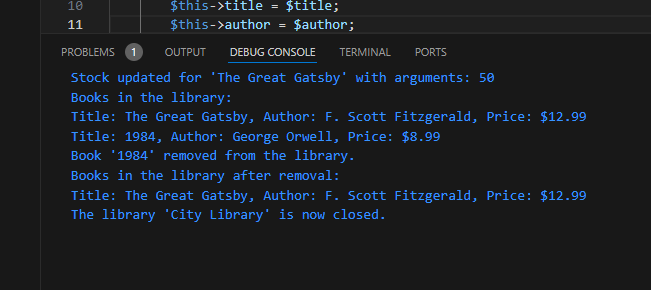 10 $this->title = $title;
11 $this->author = $author;
PROBLEMS 1 OUTPUT DEBUG CONSOLE TERMINAL PORTS
Stock updated for 'The Great Gatsby' with arguments: 50
Books in the library:
Title: The Great Gatsby, Author: F. Scott Fitzgerald, Price: $12.99
Title: 1984, Author: George Orwell, Price: $8.99
Book '1984' removed from the library.
Books in the library after removal:
Title: The Great Gatsby, Author: F. Scott Fitzgerald, Price: $12.99
The library 'City Library' is now closed.